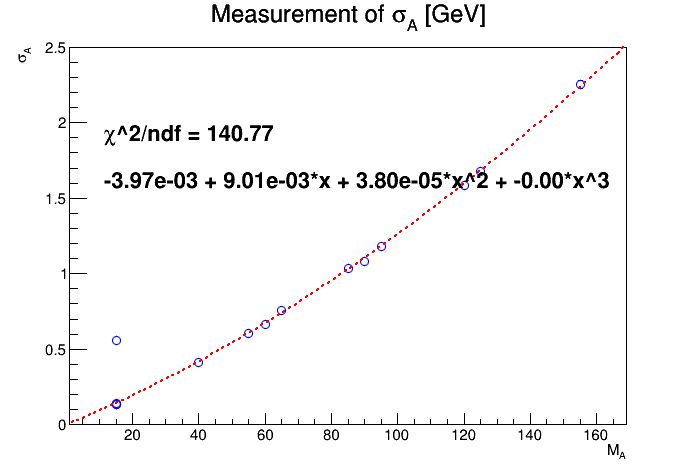 Measurement of σ_A [GeV]
σ_A
2.5
2
χ^2/ndf = 140.77
-3.97e-03 + 9.01e-03*x + 3.80e-05*x^2 + -0.00*x^3
1.5
1
0.5
0
20 40 60 80 100 120 140 160
M_A